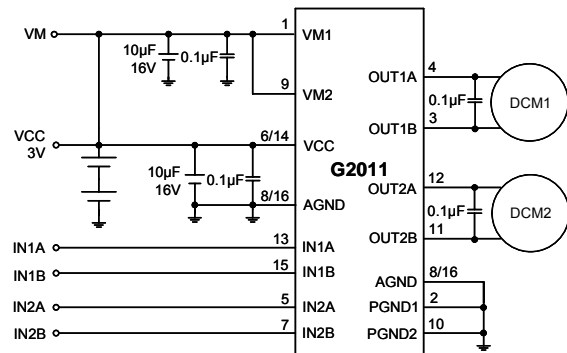 VM
10µF
16V
0.1µF
1
VM1
9
VM2
VCC
3V
6/14
VCC
10µF
16V
0.1µF
8/16
AGND
G2011
IN1A
13
IN1A
IN1B
15
IN1B
IN2A
5
IN2A
IN2B
7
IN2B
OUT1A
4
0.1µF
DCM1
OUT1B
3
OUT2A
12
0.1µF
DCM2
OUT2B
11
AGND
8/16
PGND1
2
PGND2
10